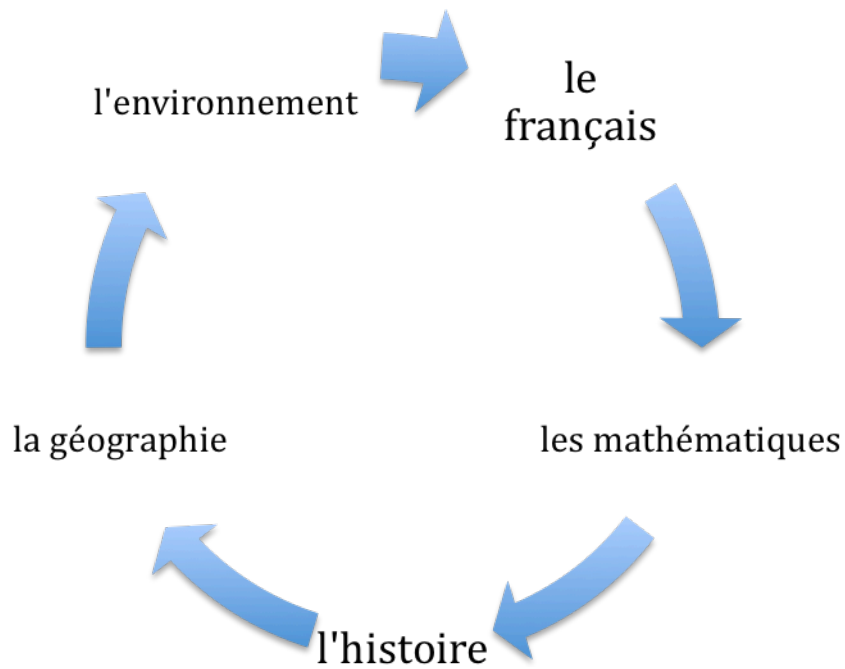 l'environnement
le
français
les mathématiques
l'histoire
la géographie